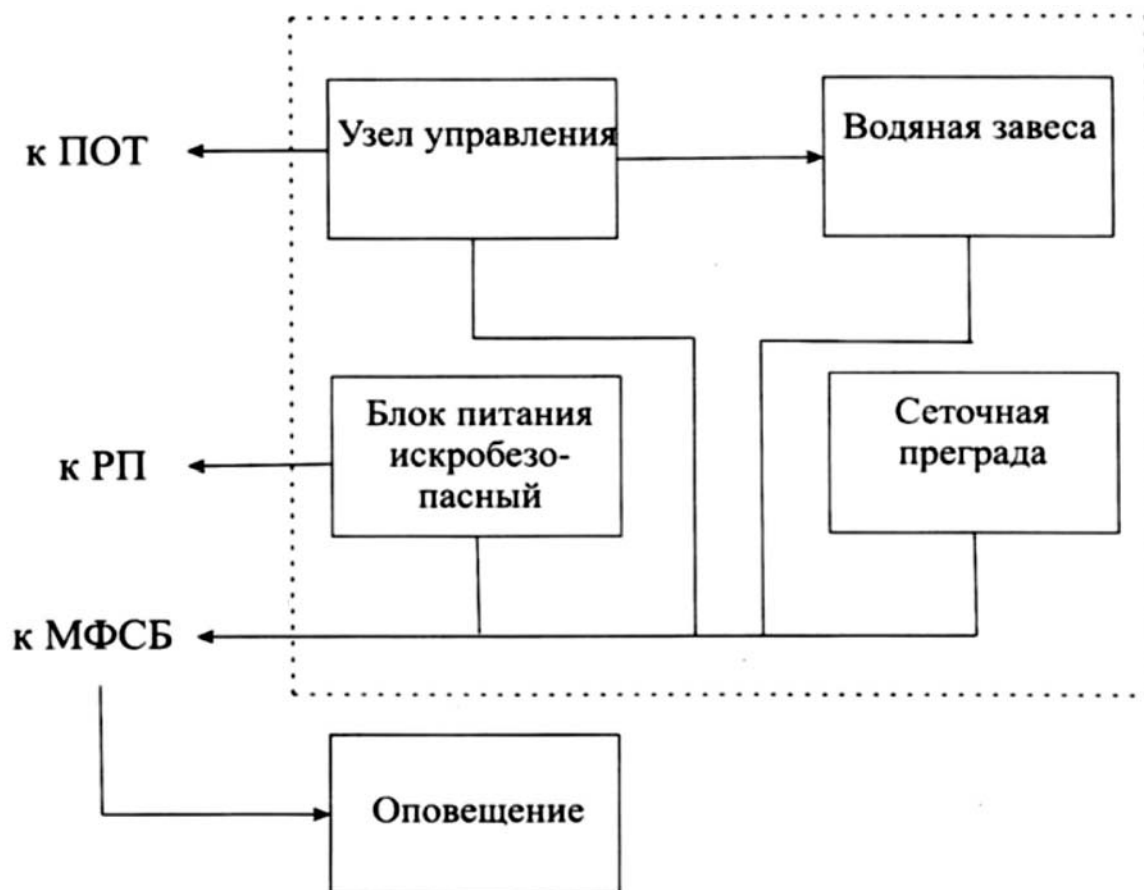 к ПОТ
Узел управления
Водяная завеса
к РП
Блок питания
искробезо-
пасный
Сеточная
преграда
к МФСБ
Оповещение